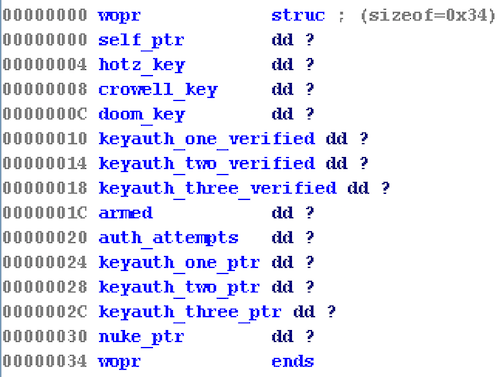 00000000 wopr struc ; (sizeof=0x34)
00000000 self_ptr dd ?
00000004 hotz_key dd ?
00000008 crowell_key dd ?
0000000C doom_key dd ?
00000010 keyauth_one_verified dd ?
00000014 keyauth_two_verified dd ?
00000018 keyauth_three_verified dd ?
0000001C armed dd ?
00000020 auth_attempts dd ?
00000024 keyauth_one_ptr dd ?
00000028 keyauth_two_ptr dd ?
0000002C keyauth_three_ptr dd ?
00000030 nuke_ptr dd ?
00000034 wopr ends